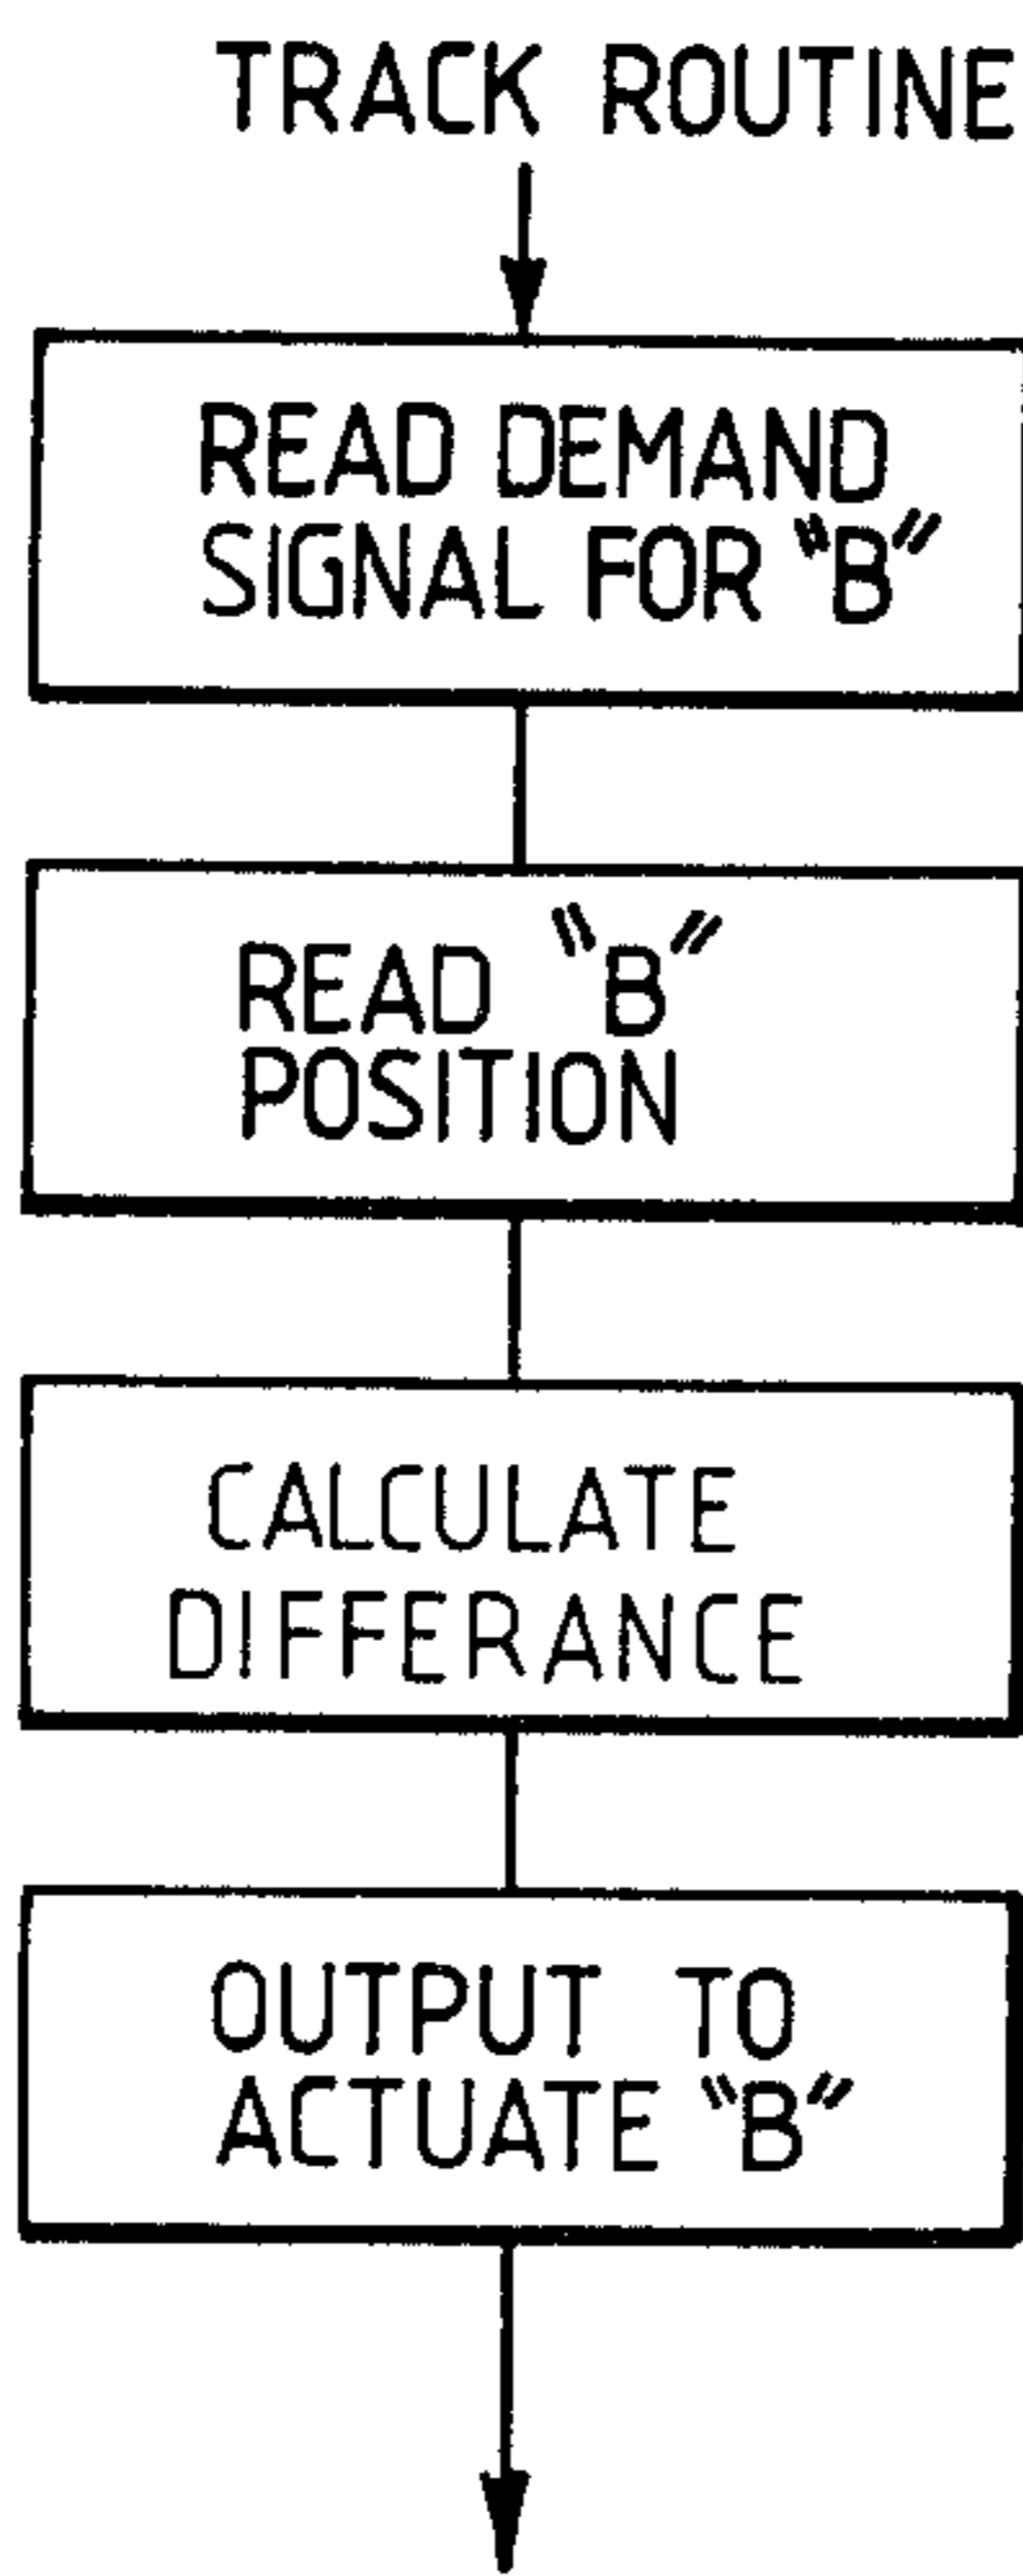 TRACK ROUTINE
READ DEMAND
SIGNAL FOR "B"
READ "B"
POSITION
CALCULATE
DIFFERANCE
OUTPUT TO
ACTUATE "B"